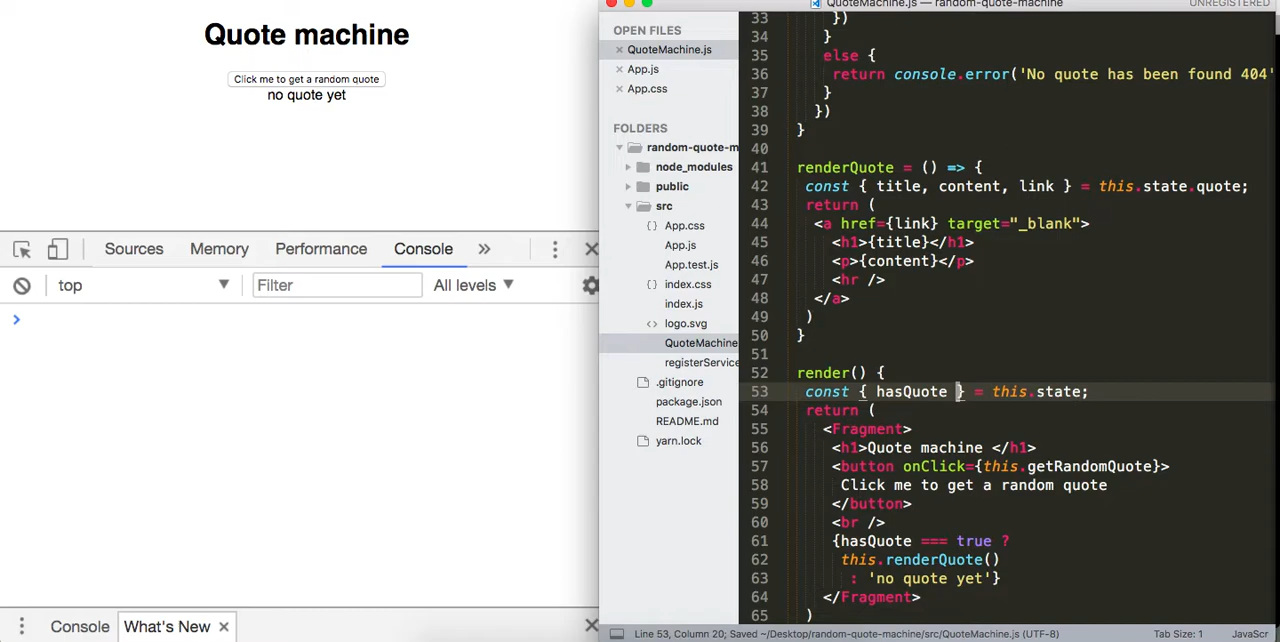 Quote machine
Click me to get a random quote
no quote yet
Sources Memory Performance Console »
top ▼ Filter All levels ▼
>
Console What's New ×
QuoteMachine.js — random-quote-machine UNREGISTERED
OPEN FILES
× QuoteMachine.js
× App.js
× App.css
FOLDERS
random-quote-m
node_modules
public
src
{} App.css
App.js
App.test.js
{} index.css
index.js
<> logo.svg
QuoteMachine
registerService
.gitignore
package.json
README.md
yarn.lock
33 })
34 }
35 else {
36 return console.error('No quote has been found 404'
37 }
38 })
39 }
40
41 renderQuote = () => {
42 const { title, content, link } = this.state.quote;
43 return (
44 <a href={link} target="_blank">
45 <h1>{title}</h1>
46 <p>{content}</p>
47 <hr />
48 </a>
49 )
50 }
51
52 render() {
53 const { hasQuote } = this.state;
54 return (
55 <Fragment>
56 <h1>Quote machine </h1>
57 <button onClick={this.getRandomQuote}>
58 Click me to get a random quote
59 </button>
60 <br />
61 {hasQuote === true ?
62 this.renderQuote()
63 : 'no quote yet'}
64 </Fragment>
65 )
Line 53, Column 20; Saved ~/Desktop/random-quote-machine/src/QuoteMachine.js (UTF-8) Tab Size: 1 JavaScr